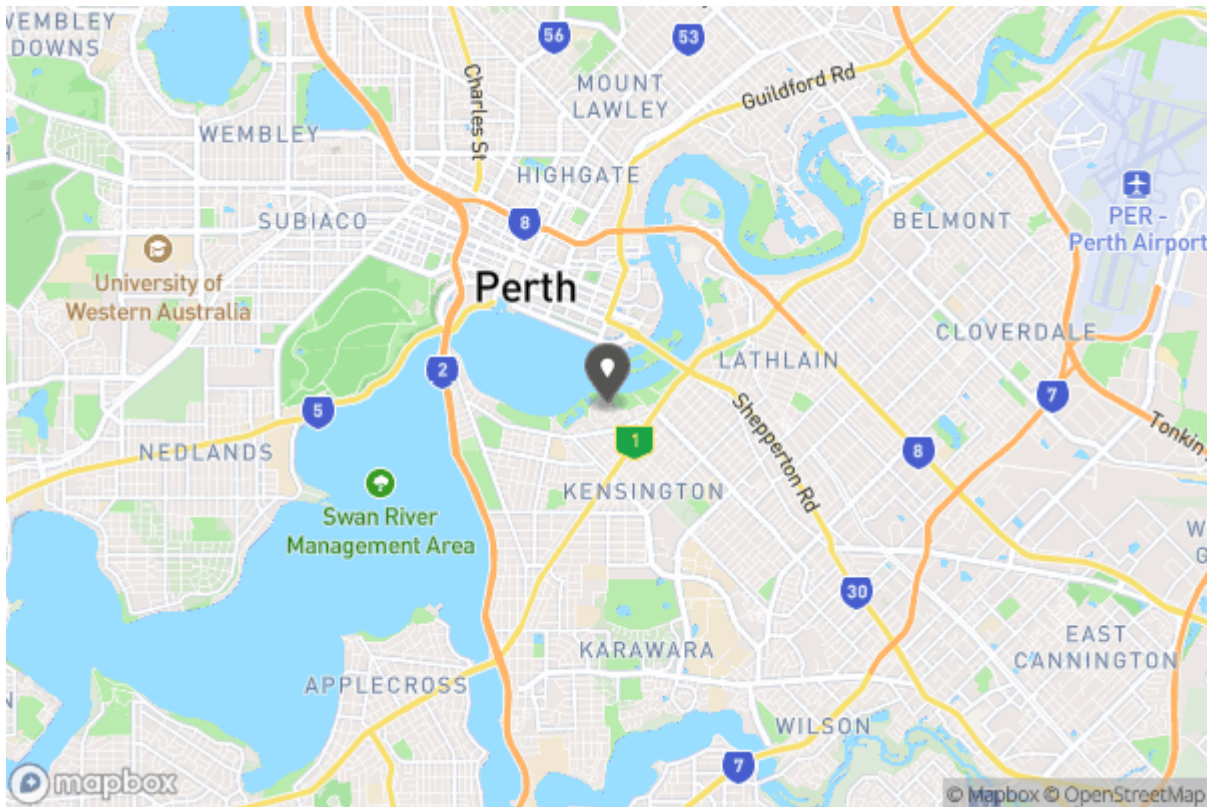 WEMBLEY
DOWNS
56
53
MOUNT
LAWLEY
Guildford Rd
Charles St
WEMBLEY
HIGHGATE
SUBIACO
8
BELMONT
PER -
Perth Airport
University of
Western Australia
Perth
CLOVERDALE
LATHLAIN
2
7
5
Shepperton Rd
Tonkin
NEDLANDS
1
8
KENSINGTON
Swan River
Management Area
30
KARAWARA
EAST
CANNINGTON
APPLECROSS
WILSON
7
mapbox
© Mapbox © OpenStreetMap